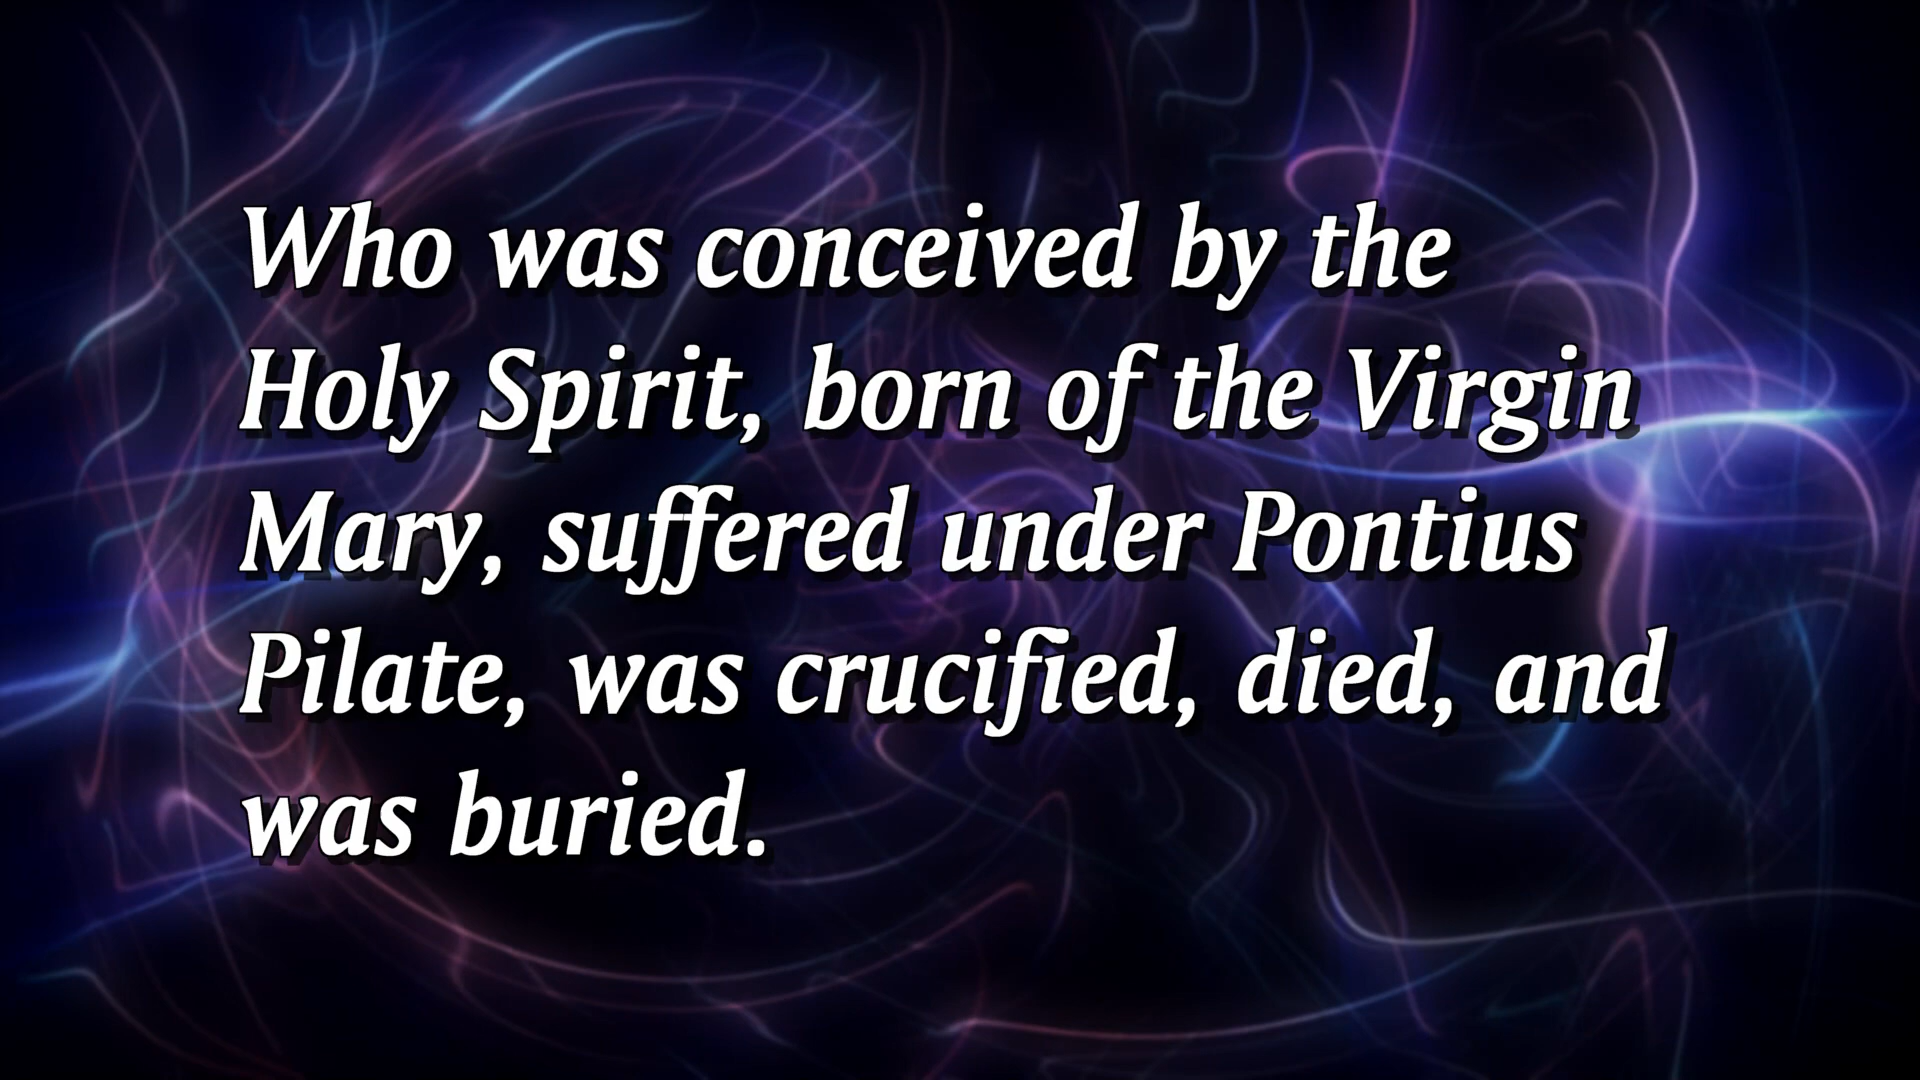 Who was conceived by the
Holy Spirit, born of the Virgin
Mary, suffered under Pontius
Pilate, was crucified, died, and
was buried.